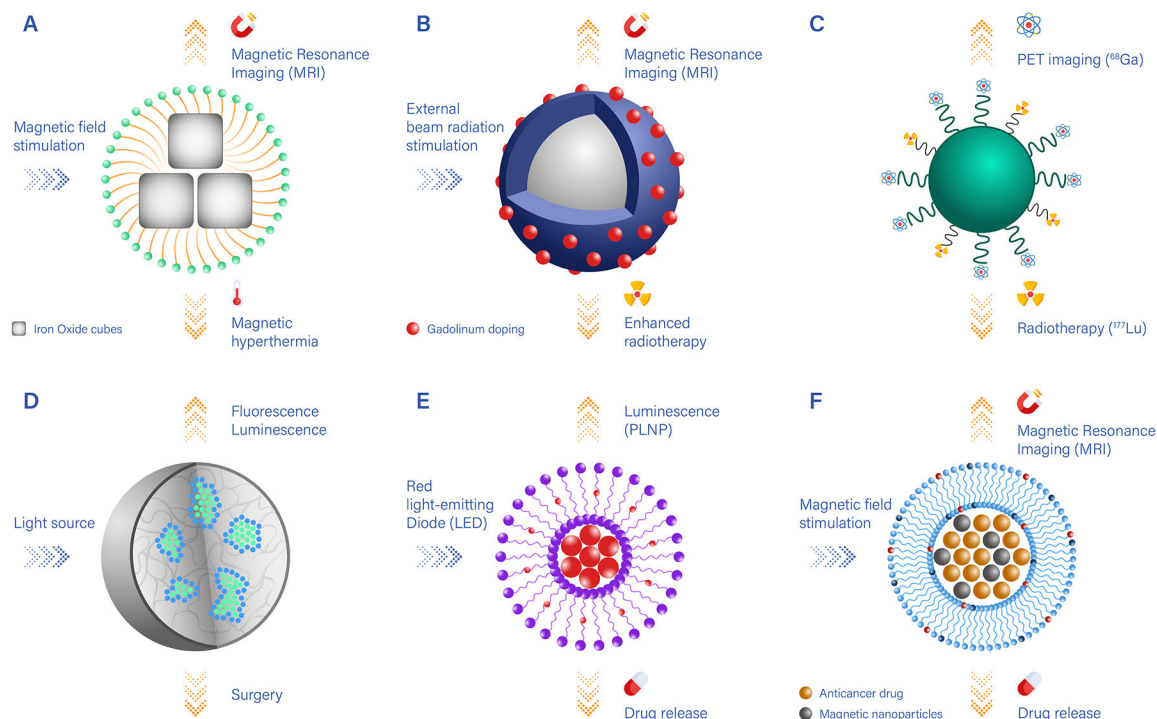 A
Magnetic Resonance
Imaging (MRI)
Magnetic field
stimulation
Iron Oxide cubes
Magnetic
hyperthermia
B
Magnetic Resonance
Imaging (MRI)
External
beam radiation
stimulation
Gadolinum doping
Enhanced
radiotherapy
C
PET imaging (⁶⁸Ga)
Radiotherapy (¹⁷⁷Lu)
D
Fluorescence
Luminescence
Light source
Surgery
E
Luminescence
(PLNP)
Red
light-emitting
Diode (LED)
Drug release
F
Magnetic Resonance
Imaging (MRI)
Magnetic field
stimulation
Anticancer drug
Magnetic nanoparticles
Drug release